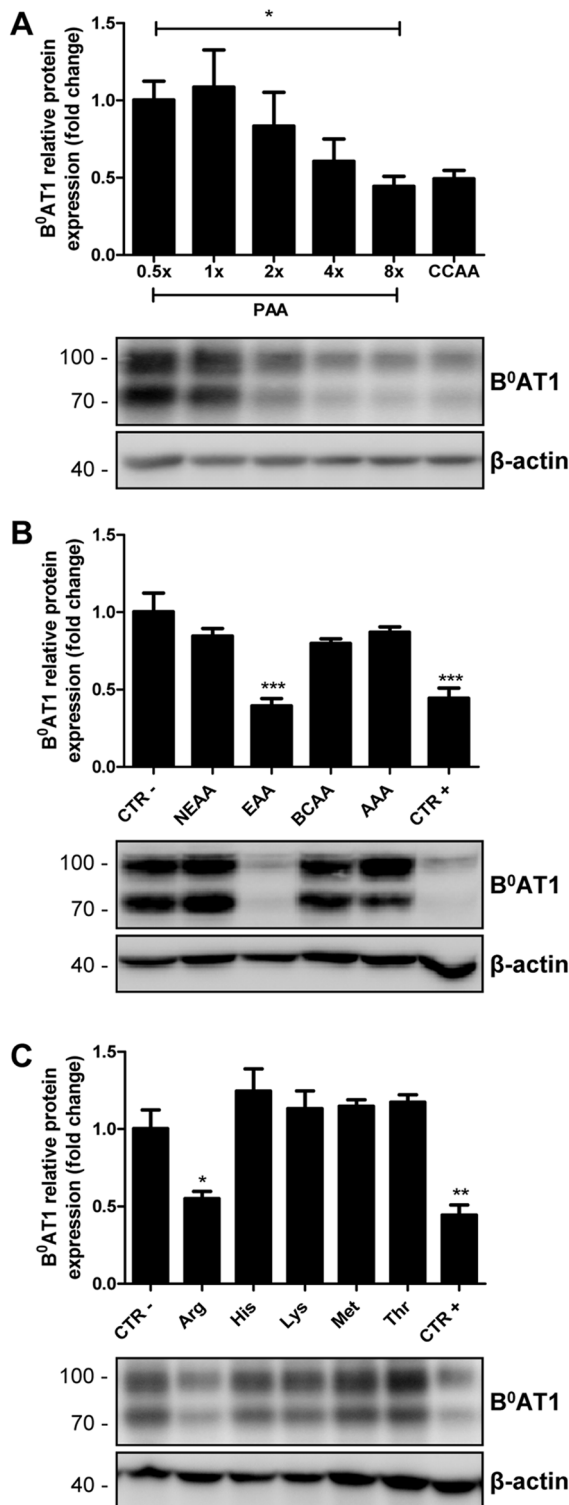 A
B⁰AT1 relative protein
expression (fold change)
1.5
1.0
0.5
0.0
*
0.5x 1x 2x 4x 8x CCAA
PAA
100 -
70 -
B⁰AT1
40 -
β-actin
B
B⁰AT1 relative protein
expression (fold change)
1.5
1.0
0.5
0.0
*** ***
CTR - NEAA EAA BCAA AAA CTR +
100 -
70 -
B⁰AT1
40 -
β-actin
C
B⁰AT1 relative protein
expression (fold change)
1.5
1.0
0.5
0.0
* **
CTR - Arg His Lys Met Thr CTR +
100 -
70 -
B⁰AT1
40 -
β-actin